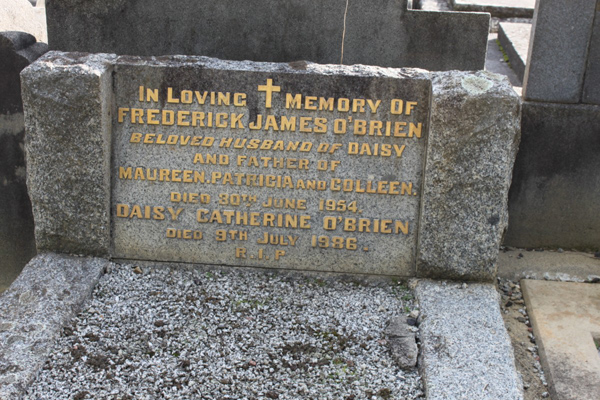 IN LOVING MEMORY OF
FREDERICK JAMES O'BRIEN
BELOVED HUSBAND OF DAISY
AND FATHER OF
MAUREEN, PATRICIA AND COLLEEN.
DIED 30TH JUNE 1954.
DAISY CATHERINE O'BRIEN
DIED 9TH JULY 1986.
R.I.P